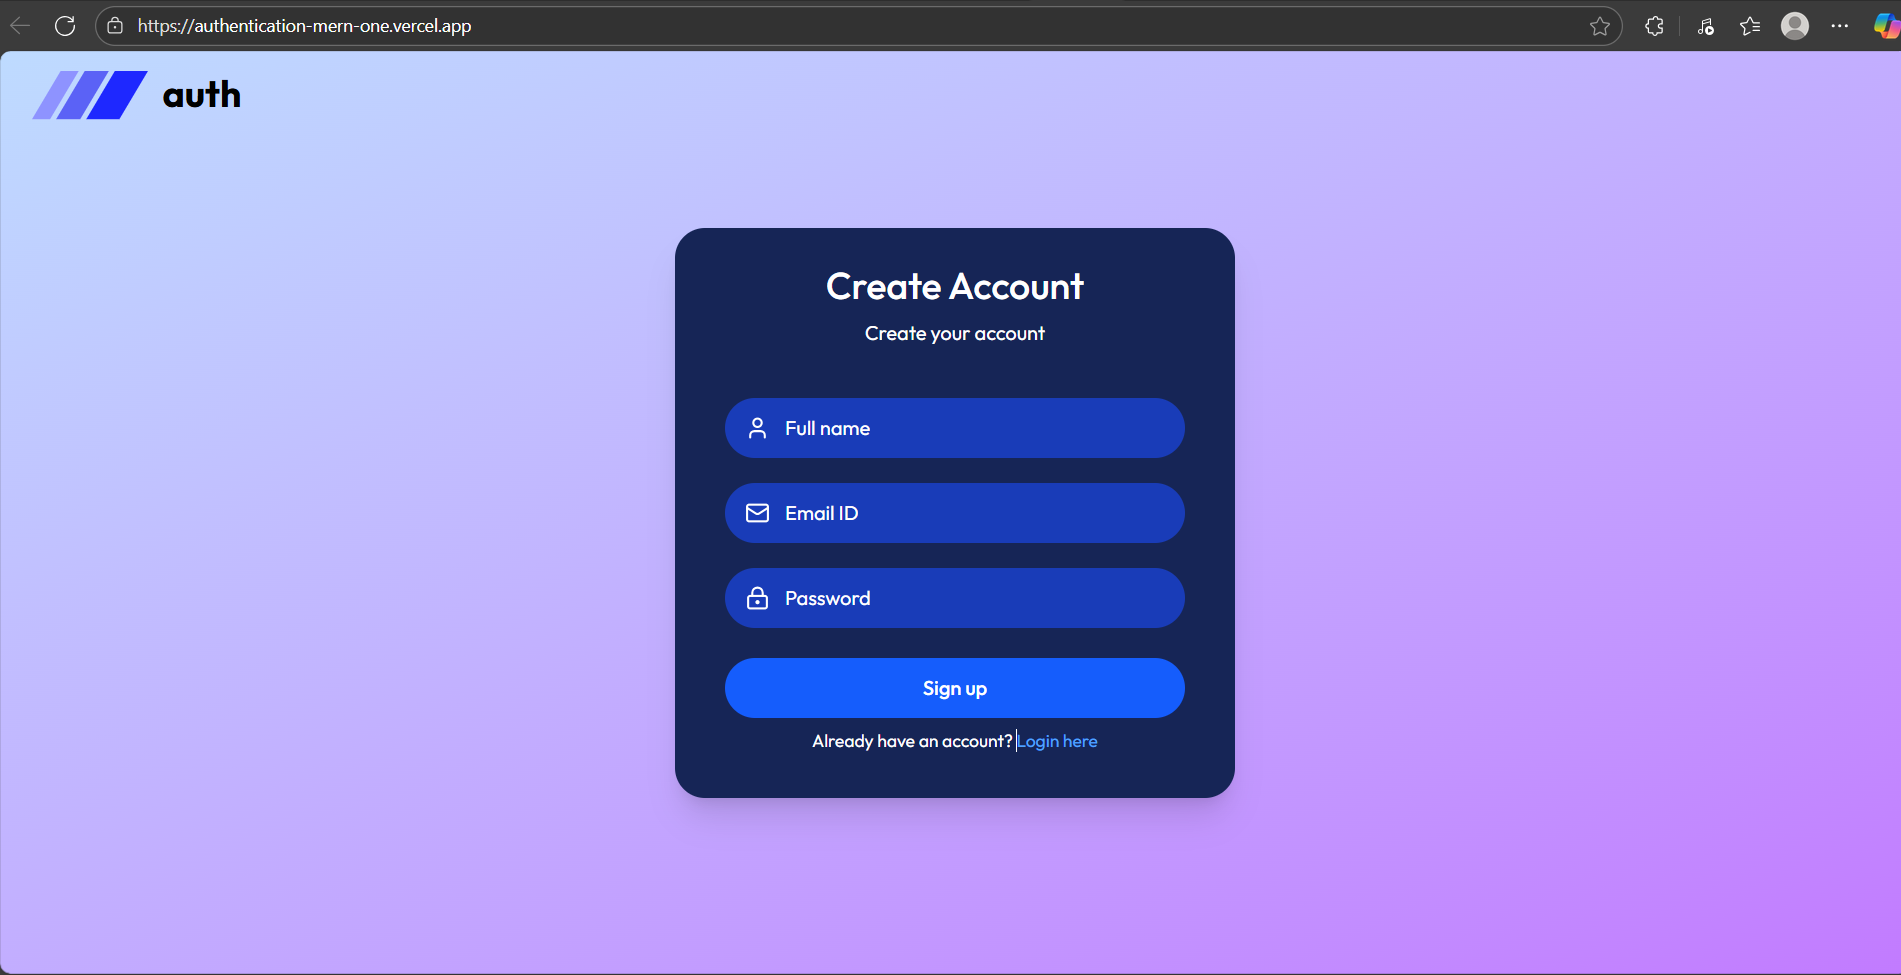 https://authentication-mern-one.vercel.app
auth
Create Account
Create your account
Full name
Email ID
Password
Sign up
Already have an account? Login here